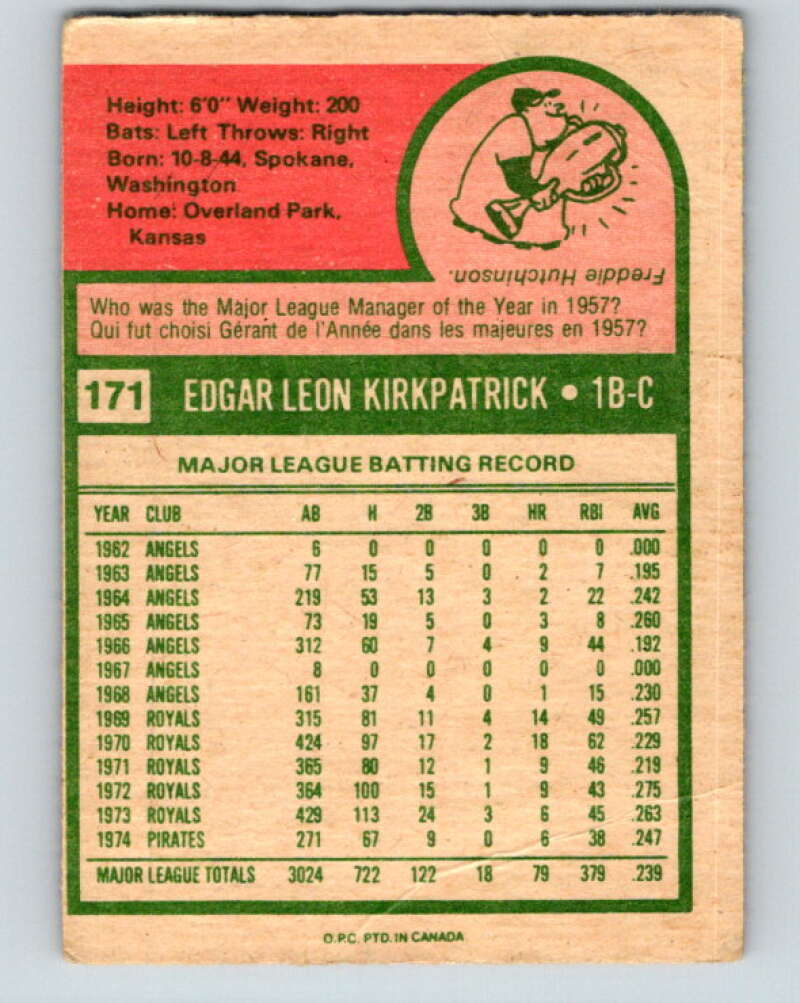 Height: 6'0" Weight: 200
Bats: Left Throws: Right
Born: 10-8-44, Spokane,
Washington
Home: Overland Park,
Kansas
Freddie Hutchinson.
Who was the Major League Manager of the Year in 1957?
Qui fut choisi Gérant de l'Année dans les majeures en 1957?
171 EDGAR LEON KIRKPATRICK • 1B-C
MAJOR LEAGUE BATTING RECORD
YEAR CLUB AB H 2B 3B HR RBI AVG
1962 ANGELS 6 0 0 0 0 0 .000
1963 ANGELS 77 15 5 0 2 7 .195
1964 ANGELS 219 53 13 3 2 22 .242
1965 ANGELS 73 19 5 0 3 8 .260
1966 ANGELS 312 60 7 4 9 44 .192
1967 ANGELS 8 0 0 0 0 0 .000
1968 ANGELS 161 37 4 0 1 15 .230
1969 ROYALS 315 81 11 4 14 49 .257
1970 ROYALS 424 97 17 2 18 62 .229
1971 ROYALS 365 80 12 1 9 46 .219
1972 ROYALS 364 100 15 1 9 43 .275
1973 ROYALS 429 113 24 3 6 45 .263
1974 PIRATES 271 67 9 0 6 38 .247
MAJOR LEAGUE TOTALS 3024 722 122 18 79 379 .239
O.P.C. PTD. IN CANADA